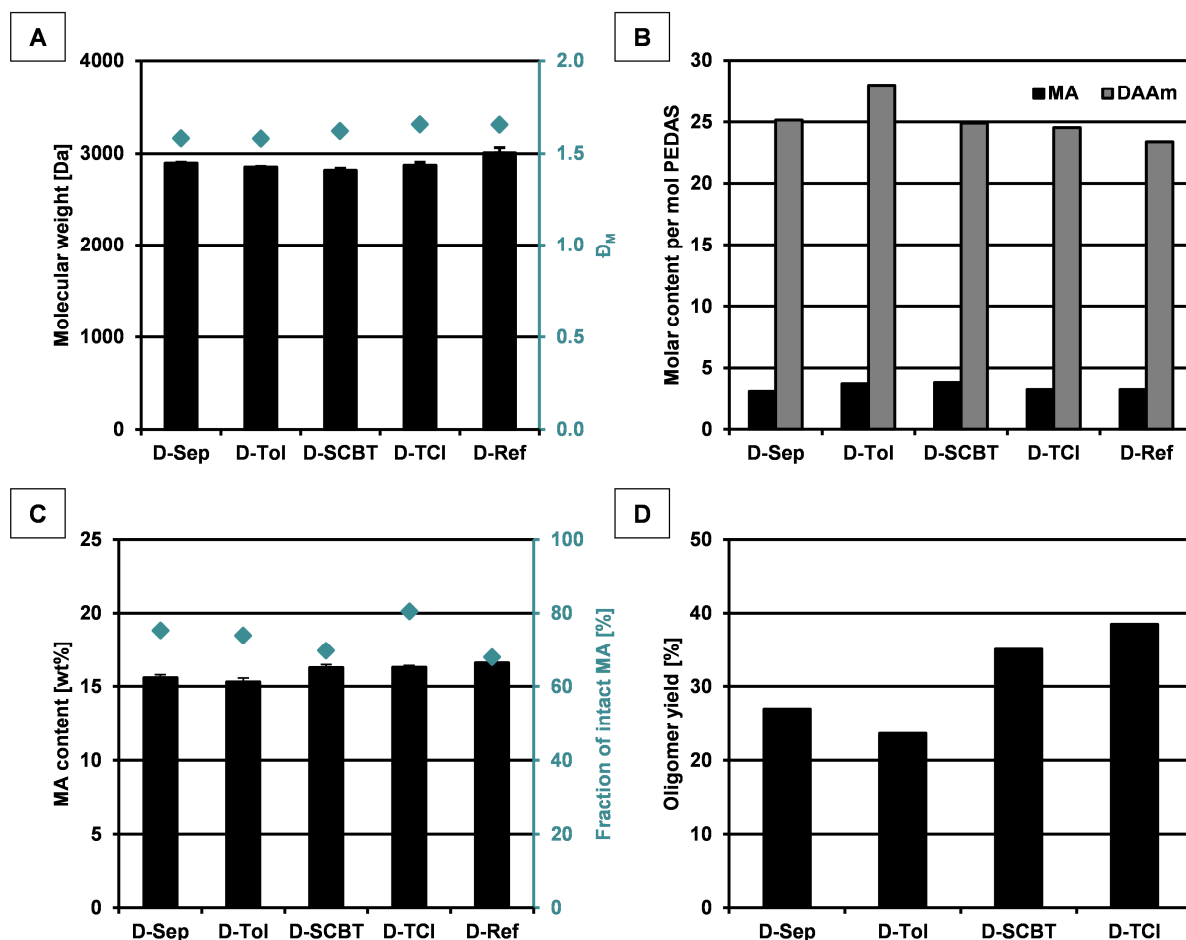 A
Molecular weight [Da]
4000
3000
2000
1000
0
2.0
1.5
1.0
0.5
0.0
ĐM
D-Sep D-Tol D-SCBT D-TCI D-Ref
B
Molar content per mol PEDAS
30
25
20
15
10
5
0
MA DAAm
D-Sep D-Tol D-SCBT D-TCI D-Ref
C
MA content [wt%]
25
20
15
10
5
0
100
80
60
40
20
0
Fraction of intact MA [%]
D-Sep D-Tol D-SCBT D-TCI D-Ref
D
Oligomer yield [%]
50
40
30
20
10
0
D-Sep D-Tol D-SCBT D-TCI